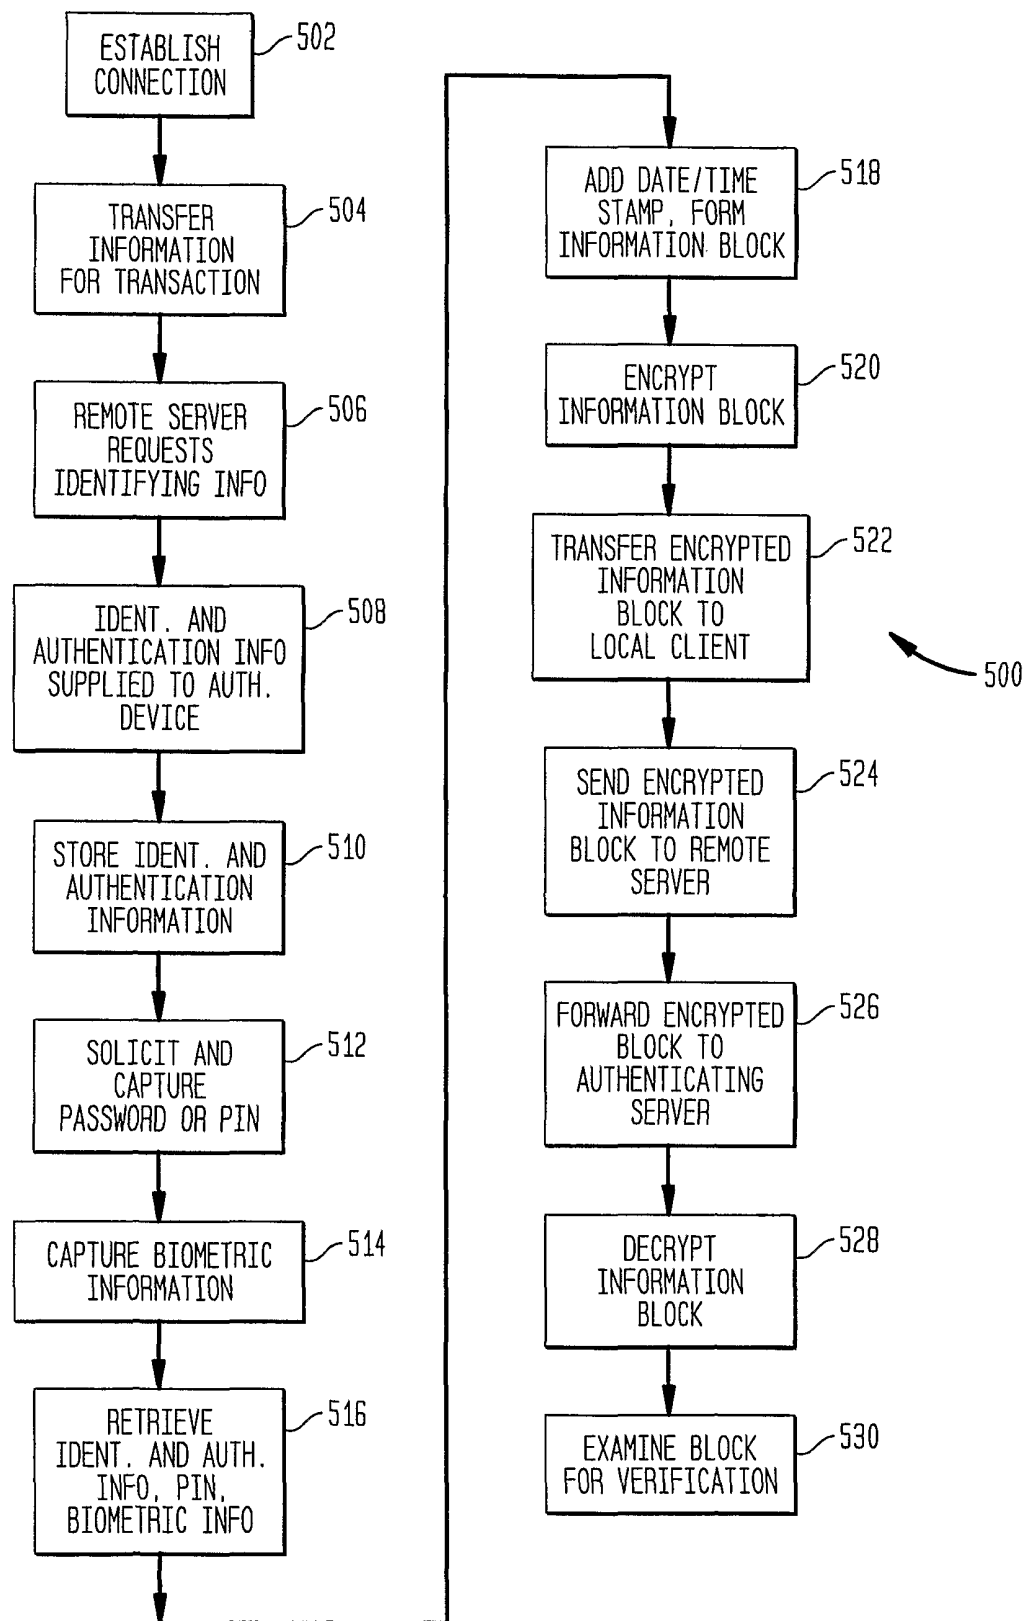 ESTABLISH
CONNECTION
502
TRANSFER
INFORMATION
FOR TRANSACTION
504
REMOTE SERVER
REQUESTS
IDENTIFYING INFO
506
IDENT. AND
AUTHENTICATION INFO
SUPPLIED TO AUTH.
DEVICE
508
STORE IDENT. AND
AUTHENTICATION
INFORMATION
510
SOLICIT AND
CAPTURE
PASSWORD OR PIN
512
CAPTURE BIOMETRIC
INFORMATION
514
RETRIEVE
IDENT. AND AUTH.
INFO, PIN,
BIOMETRIC INFO
516
ADD DATE/TIME
STAMP, FORM
INFORMATION BLOCK
518
ENCRYPT
INFORMATION BLOCK
520
TRANSFER ENCRYPTED
INFORMATION
BLOCK TO
LOCAL CLIENT
522
SEND ENCRYPTED
INFORMATION
BLOCK TO REMOTE
SERVER
524
FORWARD ENCRYPTED
BLOCK TO
AUTHENTICATING
SERVER
526
DECRYPT
INFORMATION
BLOCK
528
EXAMINE BLOCK
FOR VERIFICATION
530
500